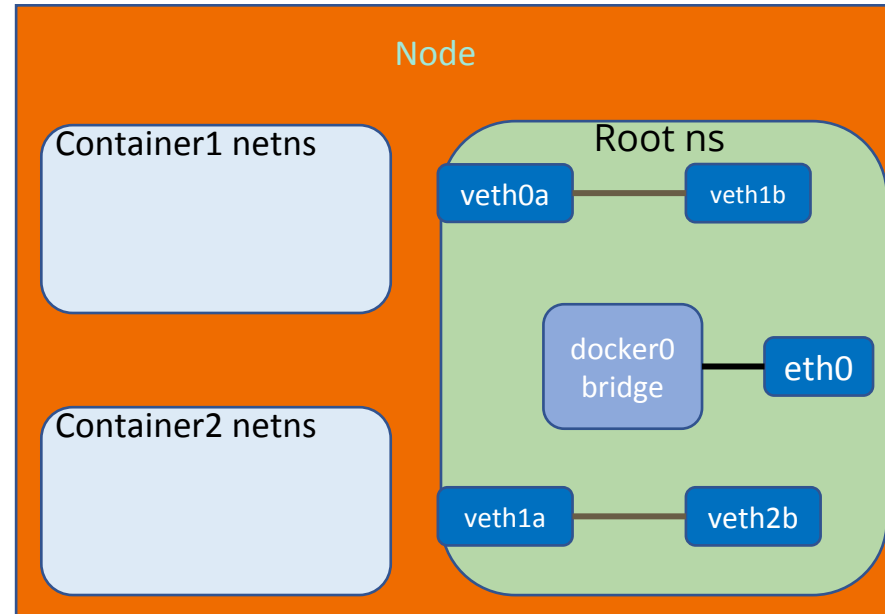 Node
Container1 netns
Root ns
veth0a
veth1b
docker0
bridge
eth0
Container2 netns
veth1a
veth2b